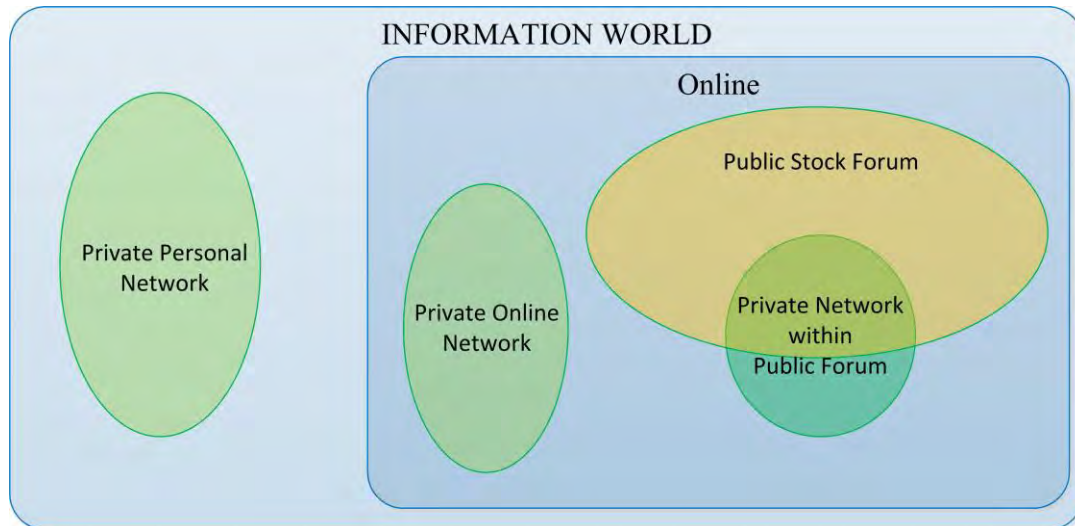 INFORMATION WORLD
Online
Public Stock Forum
Private Personal
Network
Private Online
Network
Private Network
within
Public Forum